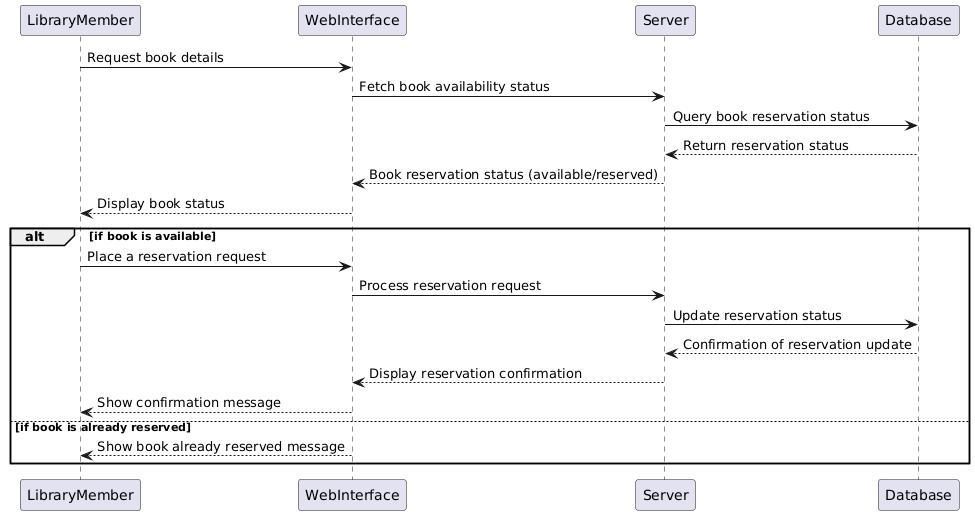 LibraryMember WebInterface Server Database
Request book details
Fetch book availability status
Query book reservation status
Return reservation status
Book reservation status (available/reserved)
Display book status
alt [if book is available]
Place a reservation request
Process reservation request
Update reservation status
Confirmation of reservation update
Display reservation confirmation
Show confirmation message
[if book is already reserved]
Show book already reserved message
LibraryMember WebInterface Server Database